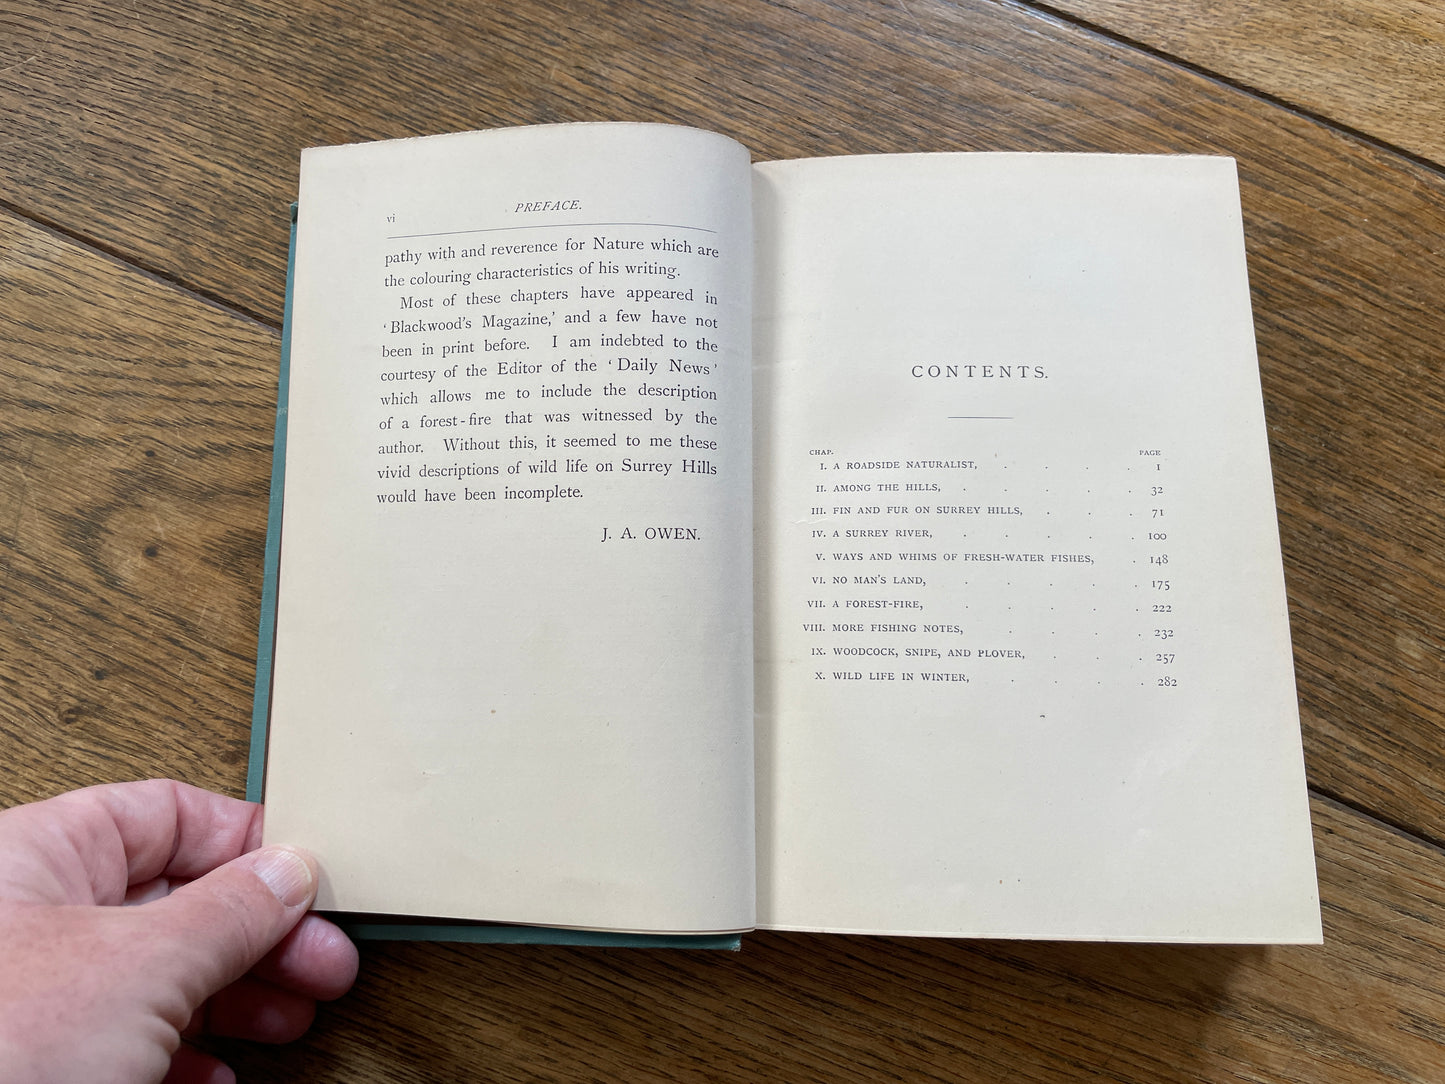 vi PREFACE.
pathy with and reverence for Nature which are
the colouring characteristics of his writing.
Most of these chapters have appeared in
‘Blackwood’s Magazine,’ and a few have not
been in print before. I am indebted to the
courtesy of the Editor of the ‘Daily News’
which allows me to include the description
of a forest-fire that was witnessed by the
author. Without this, it seemed to me these
vivid descriptions of wild life on Surrey Hills
would have been incomplete.
J. A. OWEN.
CONTENTS.
CHAP. PAGE
I. A ROADSIDE NATURALIST, . . . . 1
II. AMONG THE HILLS, . . . . . 32
III. FIN AND FUR ON SURREY HILLS, . . . 71
IV. A SURREY RIVER, . . . . . 100
V. WAYS AND WHIMS OF FRESH-WATER FISHES, . 148
VI. NO MAN’S LAND, . . . . . 175
VII. A FOREST-FIRE, . . . . . 222
VIII. MORE FISHING NOTES, . . . . 232
IX. WOODCOCK, SNIPE, AND PLOVER, . . . 257
X. WILD LIFE IN WINTER, . . . . 282